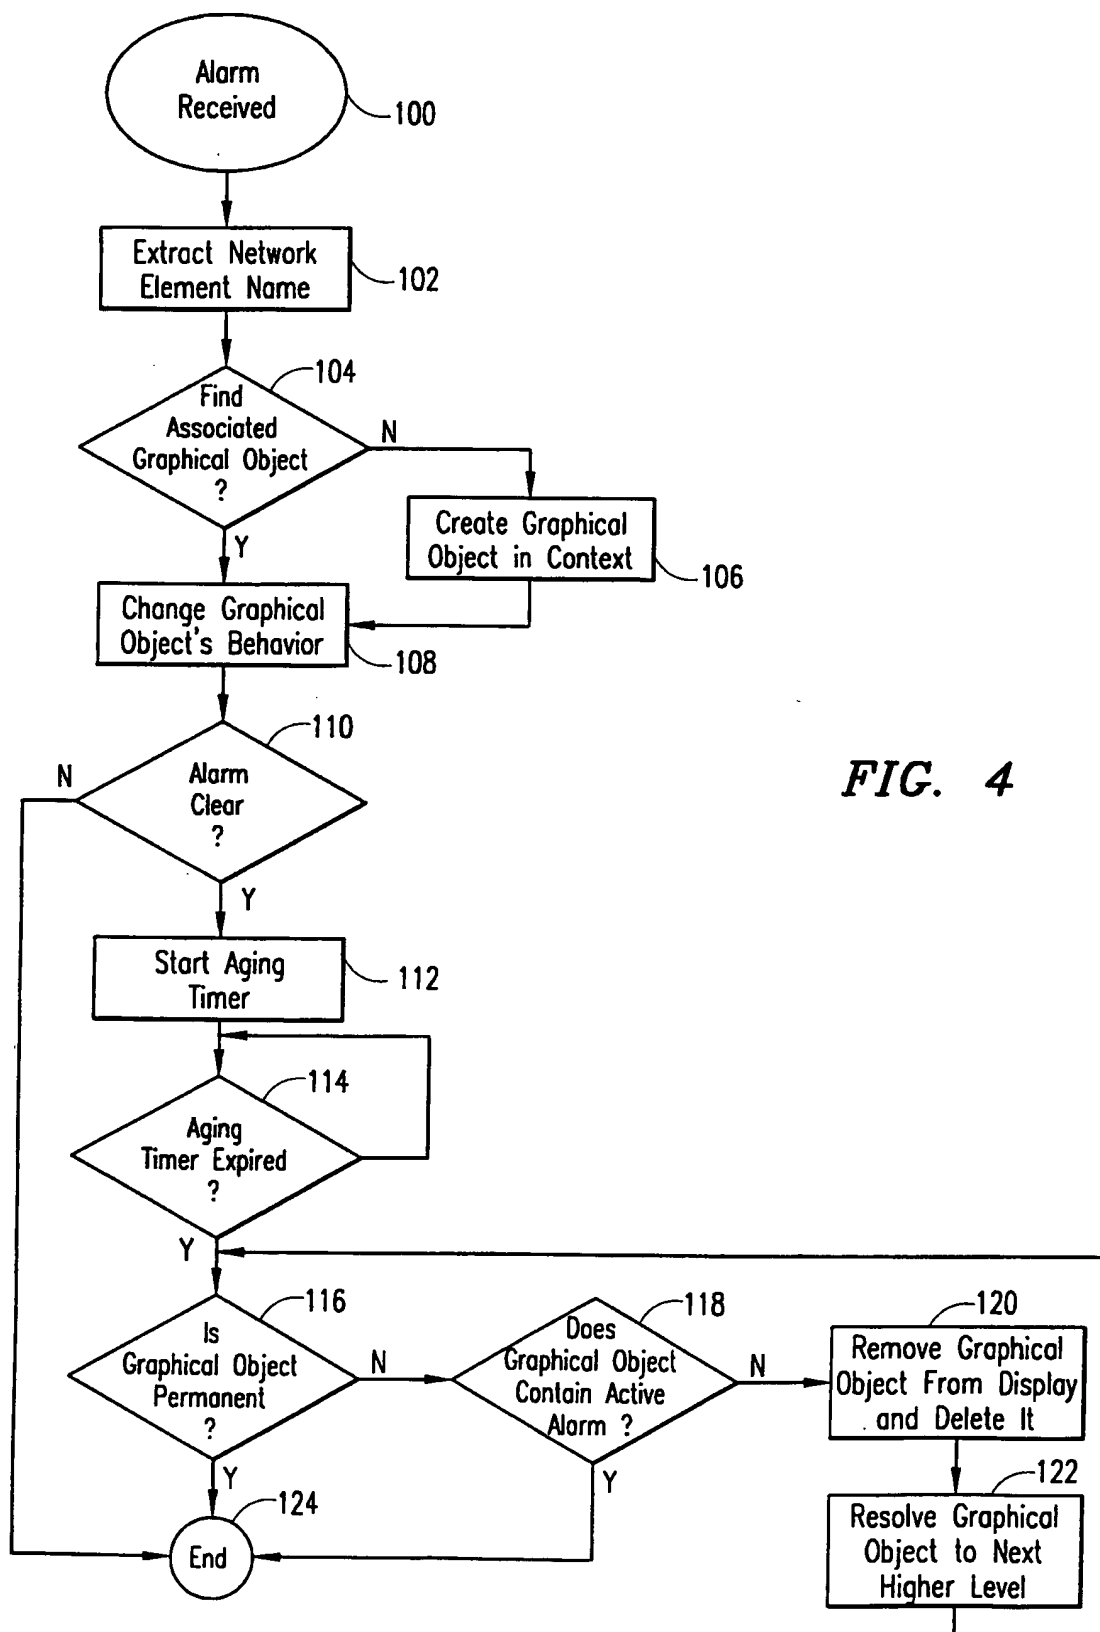 Alarm
Received
100
Extract Network
Element Name
102
104
Find
Associated
Graphical Object
?
N
Y
Create Graphical
Object in Context
106
Change Graphical
Object's Behavior
108
110
Alarm
Clear
?
N
Y
FIG. 4
Start Aging
Timer
112
114
Aging
Timer Expired
?
Y
116
Is
Graphical Object
Permanent
?
N
Y
118
Does
Graphical Object
Contain Active
Alarm ?
N
Y
120
Remove Graphical
Object From Display
and Delete It
122
Resolve Graphical
Object to Next
Higher Level
124
End